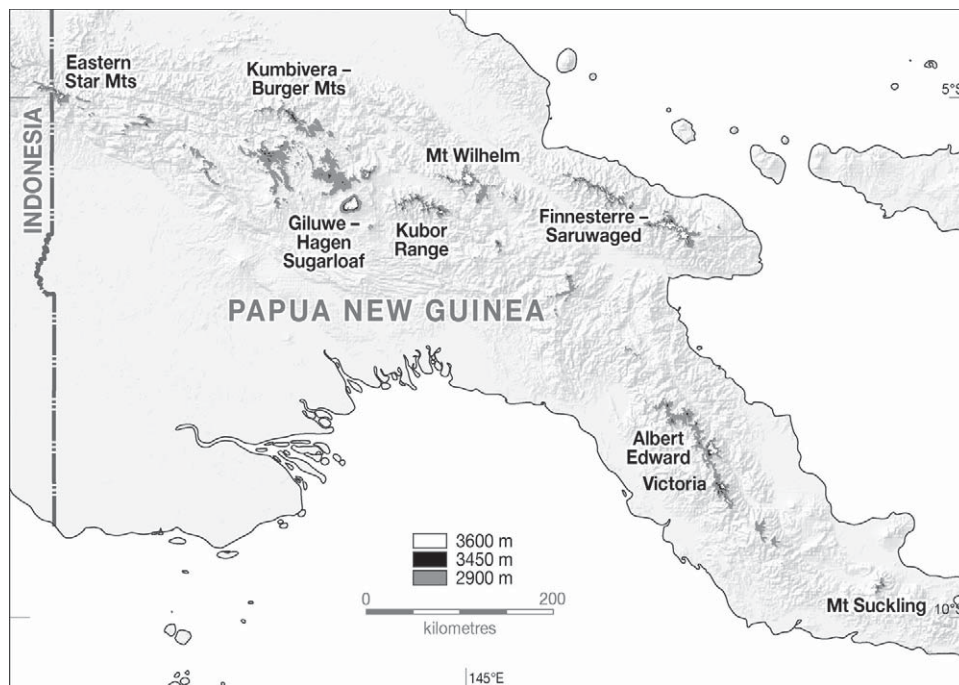 Eastern
Star Mts
Kumbivera –
Burger Mts
5°S
INDONESIA
Mt Wilhelm
Giluwe –
Hagen
Sugarloaf
Kubor
Range
Finnesterre –
Saruwaged
PAPUA NEW GUINEA
Albert
Edward
Victoria
3600 m
3450 m
2900 m
0
200
kilometres
Mt Suckling
10°S
145°E